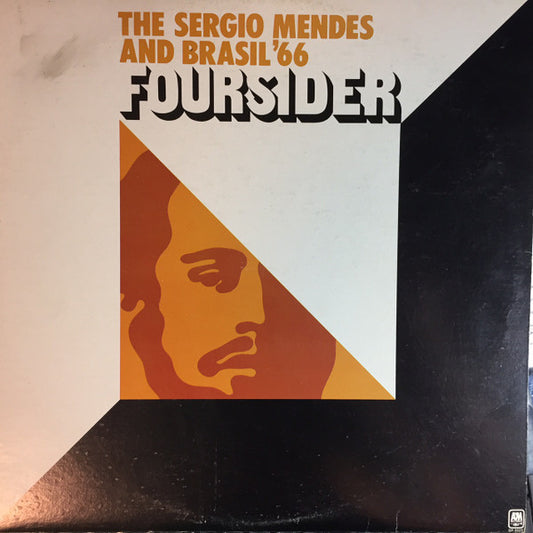 THE SERGIO MENDES
AND BRASIL '66
FOURSIDER
A&M